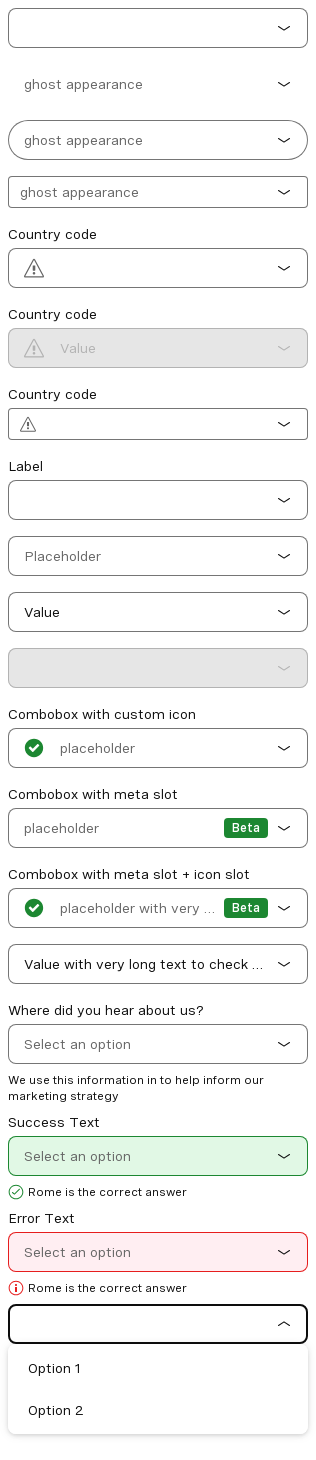 ghost appearance
ghost appearance
ghost appearance
Country code
Country code
Value
Country code
Label
Placeholder
Value
Combobox with custom icon
placeholder
Combobox with meta slot
placeholder Beta
Combobox with meta slot + icon slot
placeholder with very ... Beta
Value with very long text to check ...
Where did you hear about us?
Select an option
We use this information in to help inform our
marketing strategy
Success Text
Select an option
Rome is the correct answer
Error Text
Select an option
Rome is the correct answer
Option 1
Option 2